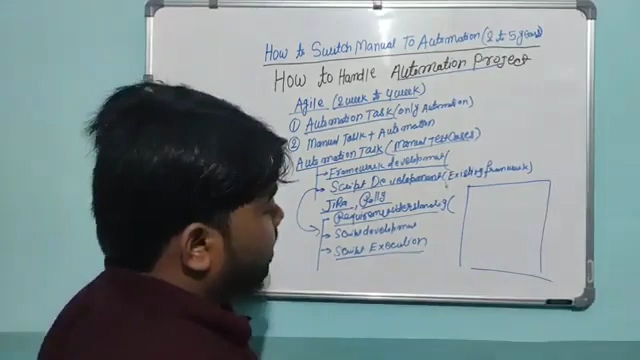 How to Switch Manual To Automation (2 to 5 years)
How to Handle Automation Project
Agile (2 week to 4 week)
① Automation Task (only Automation)
② Manual Task + Automation
Automation Task (Manual TestCases)
→ Framework development (
→ Script Development (Existing framework)
Jira, Rally
→ Requirement understanding (
→ Script development
→ Script Execution